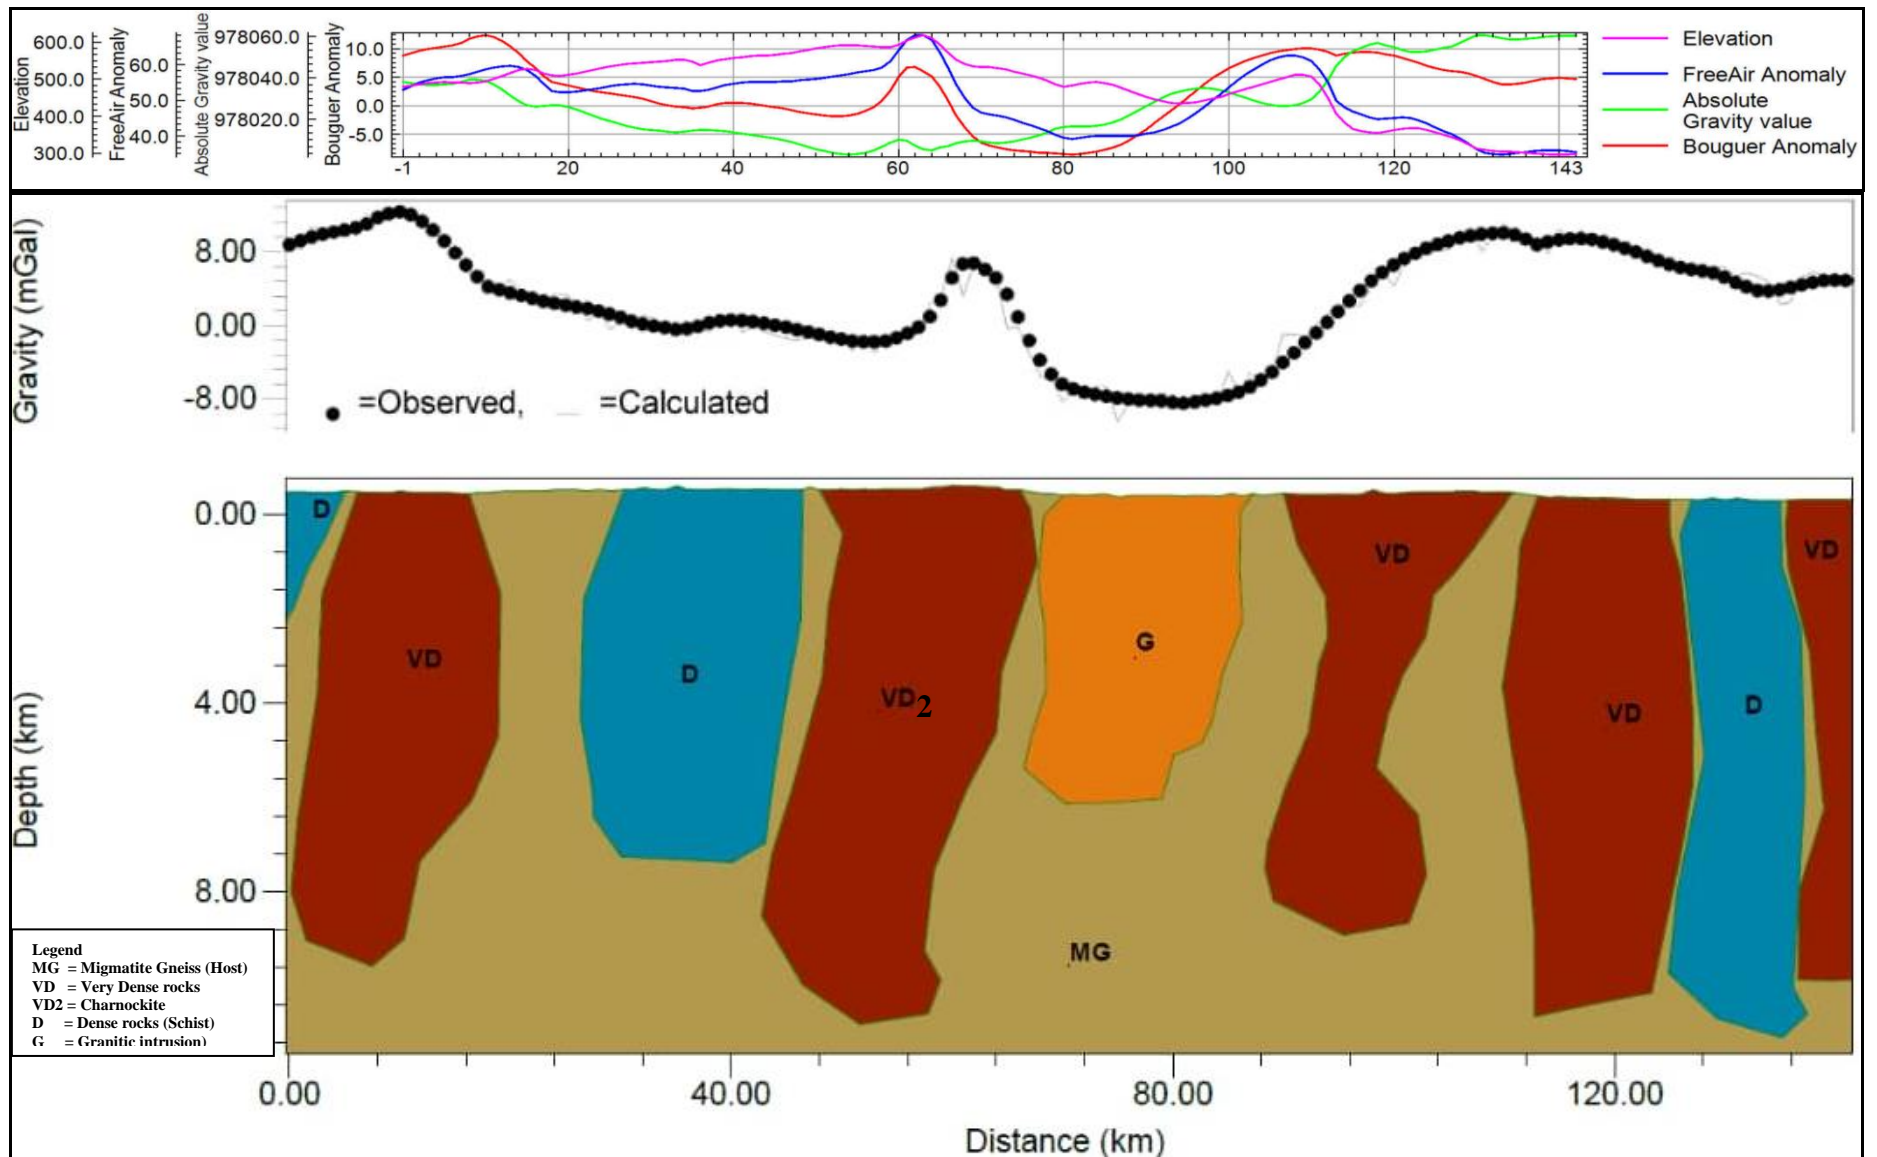 Elevation
600.0
500.0
400.0
300.0
FreeAir Anomaly
60.0
50.0
40.0
Absolute Gravity value
978060.0
978040.0
978020.0
Bouguer Anomaly
10.0
5.0
0.0
-5.0
-1 20 40 60 80 100 120 143
Elevation
FreeAir Anomaly
Absolute
Gravity value
Bouguer Anomaly
Gravity (mGal)
8.00
0.00
-8.00
=Observed, =Calculated
Depth (km)
0.00
4.00
8.00
D
VD
D
VD2
G
VD
VD
D
VD
MG
Legend
MG = Migmatite Gneiss (Host)
VD = Very Dense rocks
VD2 = Charnockite
D = Dense rocks (Schist)
G = Granitic intrusion)
0.00 40.00 80.00 120.00
Distance (km)